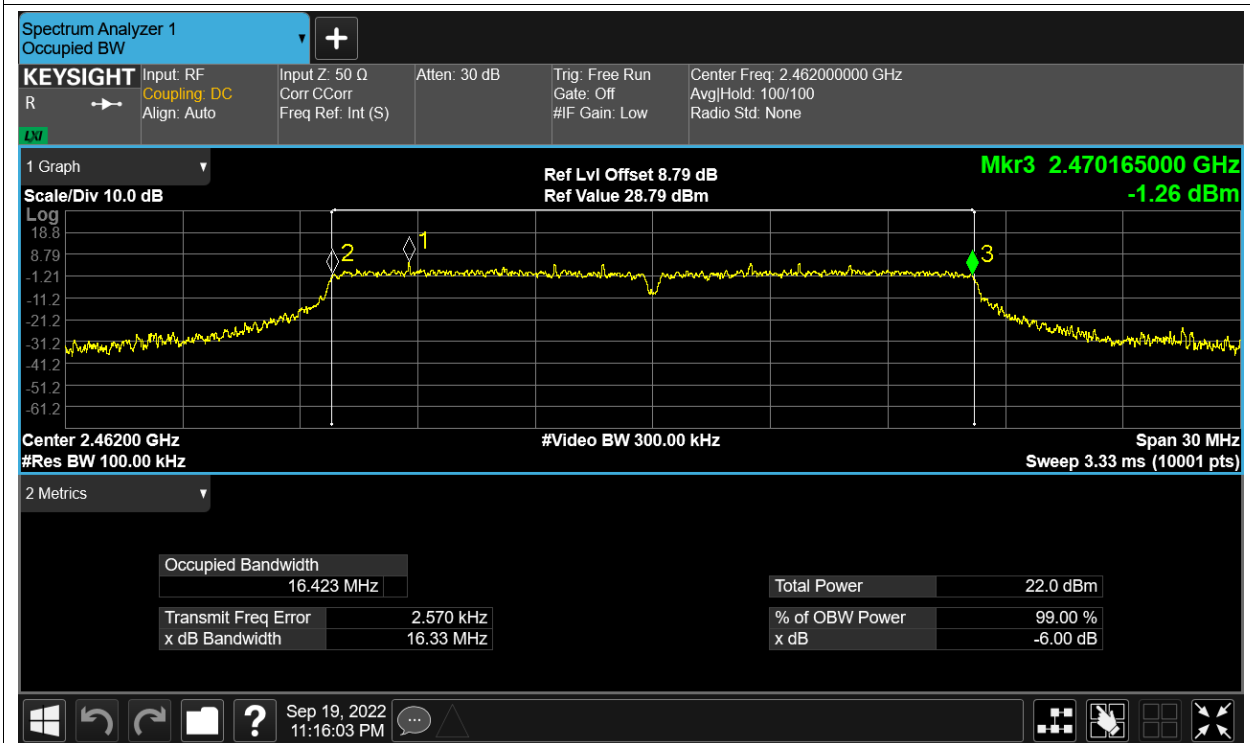 Spectrum Analyzer 1
Occupied BW
KEYSIGHT
R
LXI
Input: RF
Coupling: DC
Align: Auto
Input Z: 50 Ω
Corr CCorr
Freq Ref: Int (S)
Atten: 30 dB
Trig: Free Run
Gate: Off
#IF Gain: Low
Center Freq: 2.462000000 GHz
Avg|Hold: 100/100
Radio Std: None
1 Graph
Scale/Div 10.0 dB
Ref Lvl Offset 8.79 dB
Ref Value 28.79 dBm
Mkr3 2.470165000 GHz
-1.26 dBm
Log
18.8
8.79
-1.21
-11.2
-21.2
-31.2
-41.2
-51.2
-61.2
2
1
3
Center 2.46200 GHz
#Video BW 300.00 kHz
Span 30 MHz
#Res BW 100.00 kHz
Sweep 3.33 ms (10001 pts)
2 Metrics
Occupied Bandwidth
16.423 MHz
Total Power 22.0 dBm
Transmit Freq Error 2.570 kHz
% of OBW Power 99.00 %
x dB Bandwidth 16.33 MHz
x dB -6.00 dB
?
Sep 19, 2022
11:16:03 PM